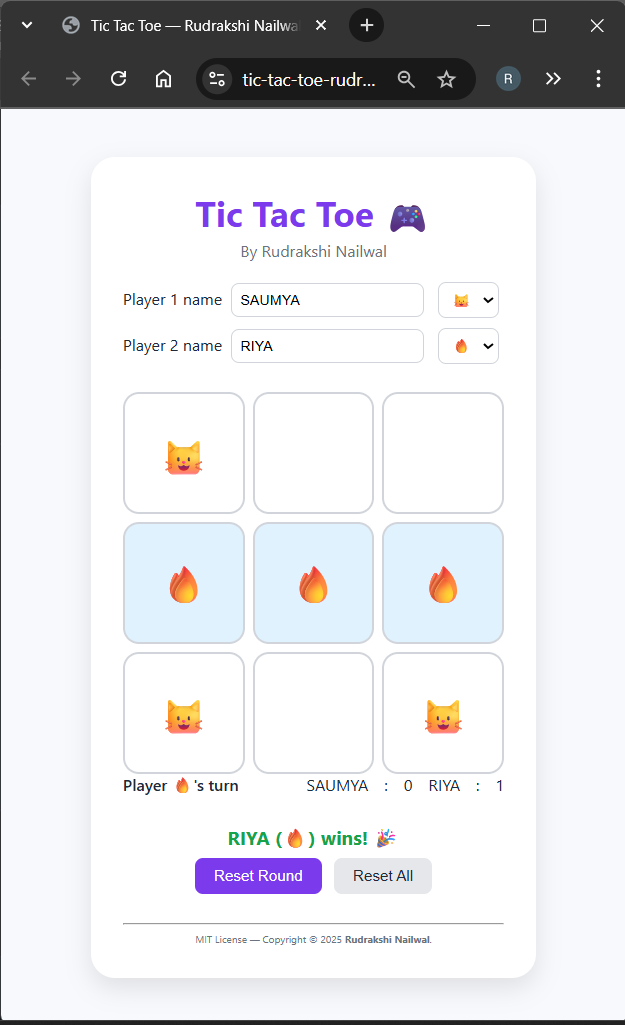 Tic Tac Toe — Rudrakshi Nailwa
tic-tac-toe-rudr...
R
Tic Tac Toe 🎮
By Rudrakshi Nailwal
Player 1 name SAUMYA 😺
Player 2 name RIYA 🔥
Player 🔥's turn SAUMYA : 0 RIYA : 1
RIYA (🔥) wins! 🎉
Reset Round Reset All
MIT License — Copyright © 2025 Rudrakshi Nailwal.